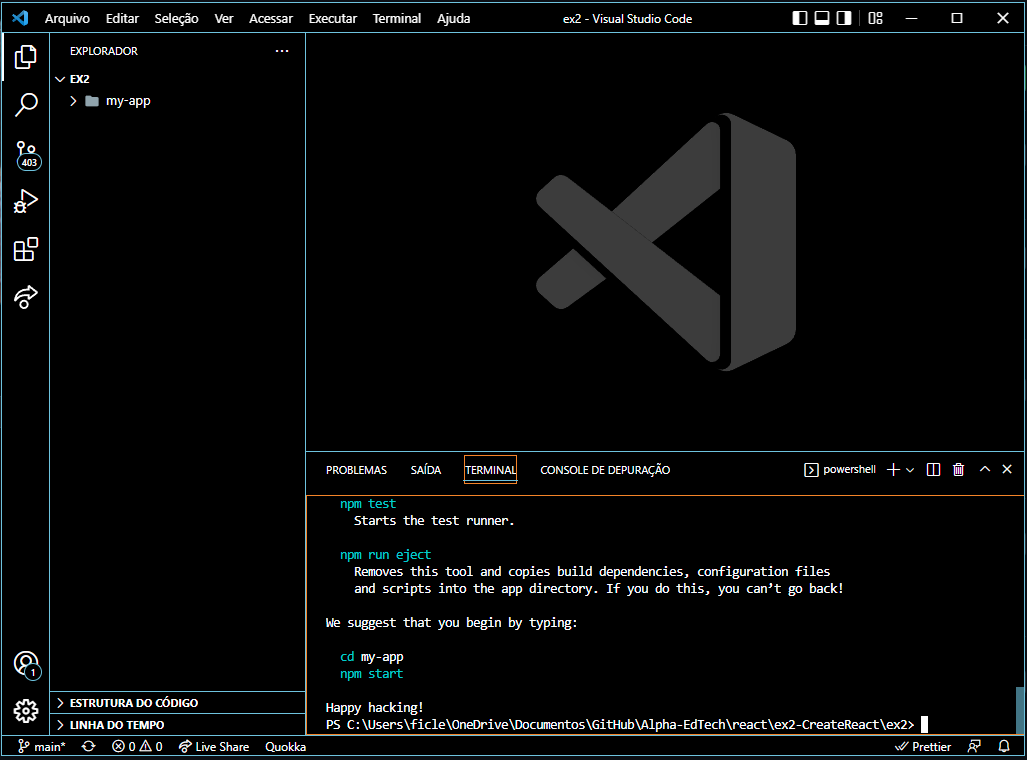 Arquivo Editar Seleção Ver Acessar Executar Terminal Ajuda ex2 - Visual Studio Code
EXPLORADOR ...
EX2
my-app
403
PROBLEMAS SAÍDA TERMINAL CONSOLE DE DEPURAÇÃO powershell
npm test
Starts the test runner.
npm run eject
Removes this tool and copies build dependencies, configuration files
and scripts into the app directory. If you do this, you can’t go back!
We suggest that you begin by typing:
cd my-app
npm start
Happy hacking!
PS C:\Users\ficle\OneDrive\Documentos\GitHub\Alpha-EdTech\react\ex2-CreateReact\ex2>
1
ESTRUTURA DO CÓDIGO
LINHA DO TEMPO
main* 0 0 Live Share Quokka Prettier